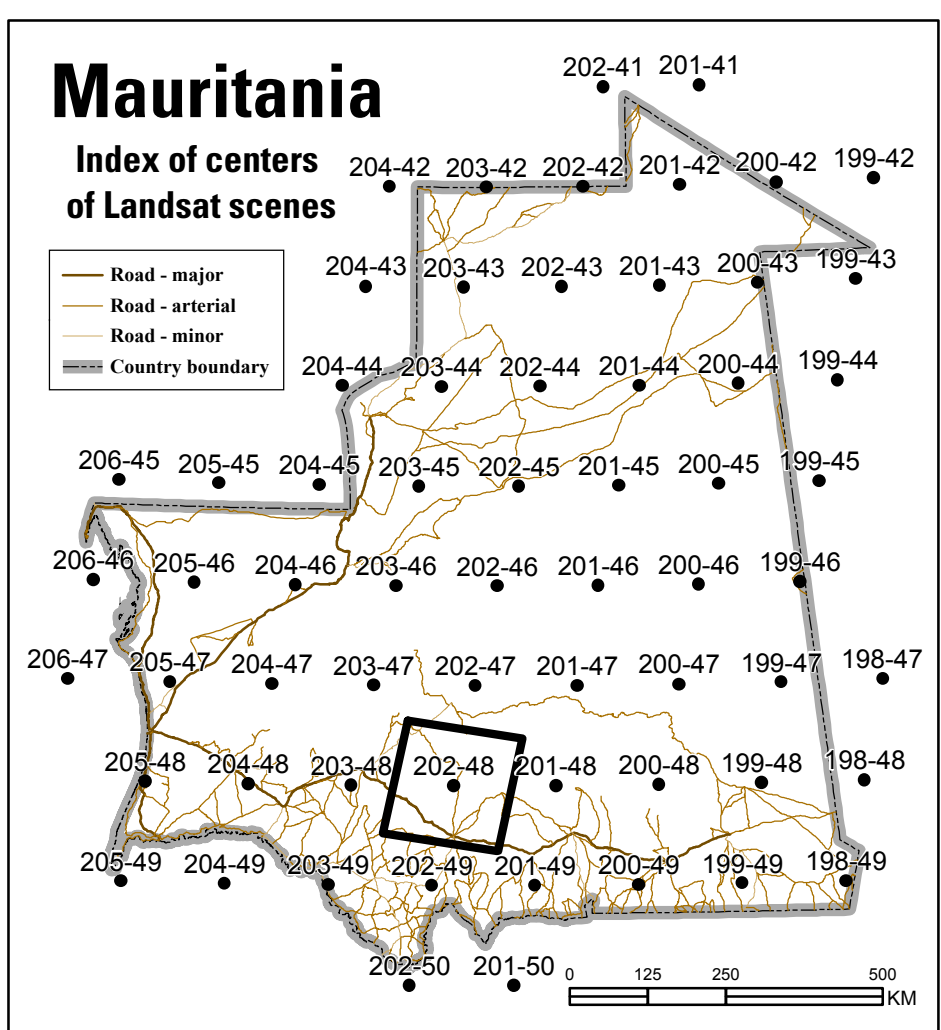 Mauritania
Index of centers
of Landsat scenes
Road - major
Road - arterial
Road - minor
Country boundary
202-41 201-41
204-42 203-42 202-42 201-42 200-42 199-42
204-43 203-43 202-43 201-43 200-43 199-43
204-44 203-44 202-44 201-44 200-44 199-44
206-45 205-45 204-45 203-45 202-45 201-45 200-45 199-45
206-46 205-46 204-46 203-46 202-46 201-46 200-46 199-46
206-47 205-47 204-47 203-47 202-47 201-47 200-47 199-47 198-47
205-48 204-48 203-48 202-48 201-48 200-48 199-48 198-48
205-49 204-49 203-49 202-49 201-49 200-49 199-49 198-49
202-50 201-50
0 125 250 500
KM